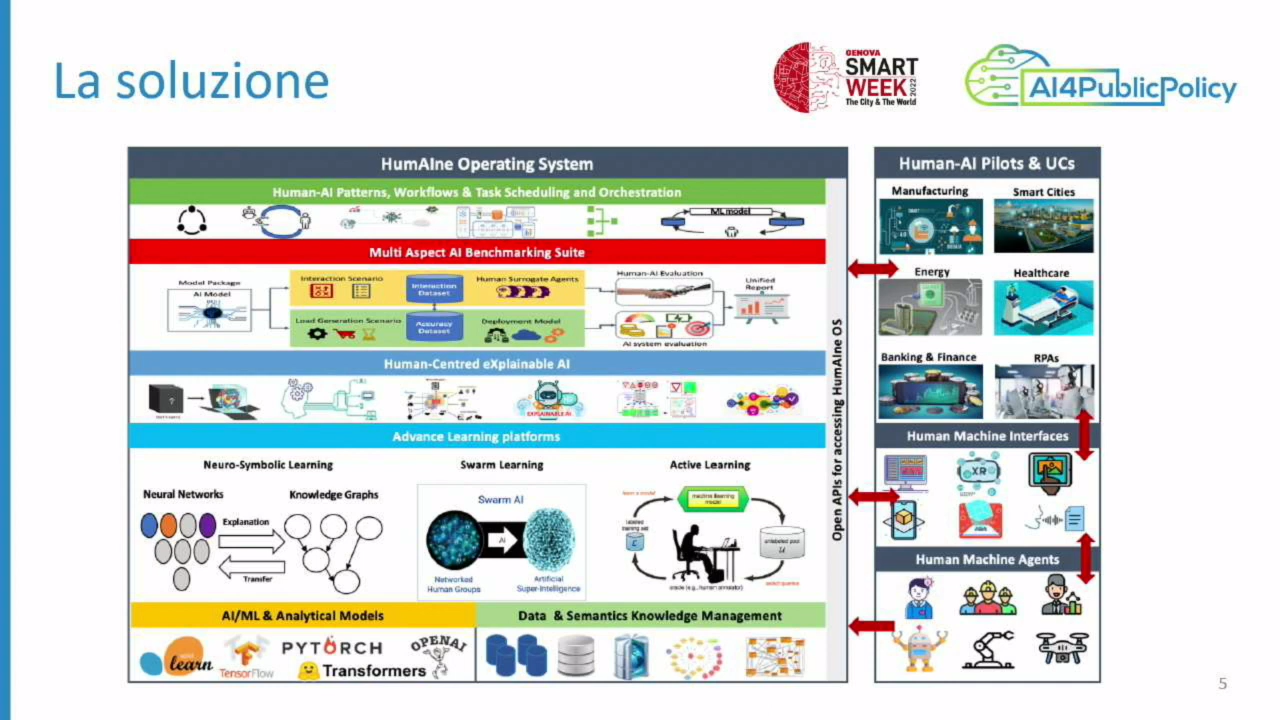 La soluzione
GENOVA
SMART
WEEK
2022
The City & The World
AI4PublicPolicy
HumAIne Operating System
Human-AI Patterns, Workflows & Task Scheduling and Orchestration
ML model
Multi Aspect AI Benchmarking Suite
Model Package
AI Model
Interaction Scenario
Interaction
Dataset
Human Surrogate Agents
Load Generation Scenario
Accuracy
Dataset
Deployment Model
Human-AI Evaluation
AI system evaluation
Unified
Report
Human-Centred eXplainable AI
?
EXPLAINABLE AI
Advance Learning platforms
Neuro-Symbolic Learning
Neural Networks
Knowledge Graphs
Explanation
Transfer
Swarm Learning
Swarm AI
AI
Networked
Human Groups
Artificial
Super-Intelligence
Active Learning
learn a model
machine learning
model
labeled
training set
L
unlabeled pool
U
oracle (e.g., human annotator)
select queries
AI/ML & Analytical Models
learn
TensorFlow
PYTORCH
Transformers
OPENAI
Data & Semantics Knowledge Management
Open APIs for accessing HumAIne OS
Human-AI Pilots & UCs
Manufacturing
Smart Cities
Energy
Healthcare
Banking & Finance
RPAs
Human Machine Interfaces
XR
Human Machine Agents
5